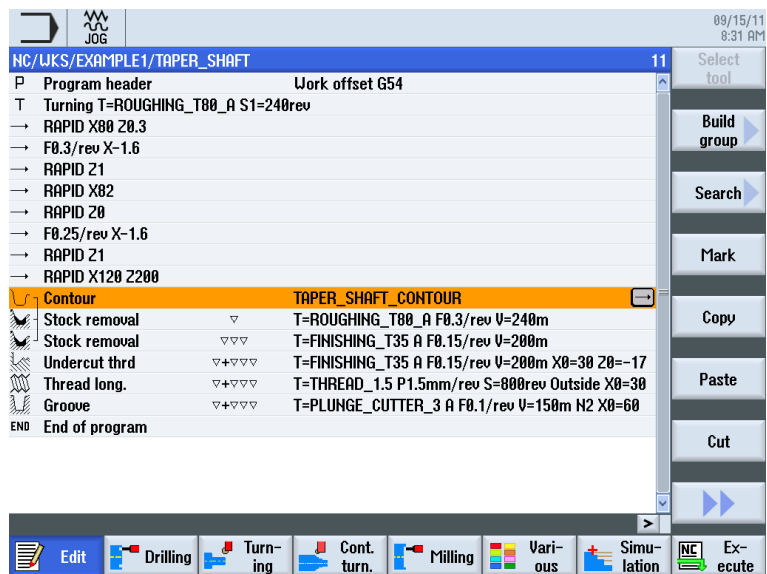 JOG
09/15/11
8:31 AM
NC/WKS/EXAMPLE1/TAPER_SHAFT 11
P Program header Work offset G54
T Turning T=ROUGHING_T80_A S1=240rev
→ RAPID X80 Z0.3
→ F0.3/rev X-1.6
→ RAPID Z1
→ RAPID X82
→ RAPID Z0
→ F0.25/rev X-1.6
→ RAPID Z1
→ RAPID X120 Z200
Contour TAPER_SHAFT_CONTOUR →
Stock removal ▽ T=ROUGHING_T80_A F0.3/rev V=240m
Stock removal ▽▽▽ T=FINISHING_T35 A F0.15/rev V=200m
Undercut thrd ▽+▽▽▽ T=FINISHING_T35 A F0.15/rev V=200m X0=30 Z0=-17
Thread long. ▽+▽▽▽ T=THREAD_1.5 P1.5mm/rev S=800rev Outside X0=30
Groove ▽+▽▽▽ T=PLUNGE_CUTTER_3 A F0.1/rev V=150m N2 X0=60
END End of program
>
Select
tool
Build
group
Search
Mark
Copy
Paste
Cut
Edit
Drilling
Turn-
ing
Cont.
turn.
Milling
Vari-
ous
Simu-
lation
NC
Ex-
ecute